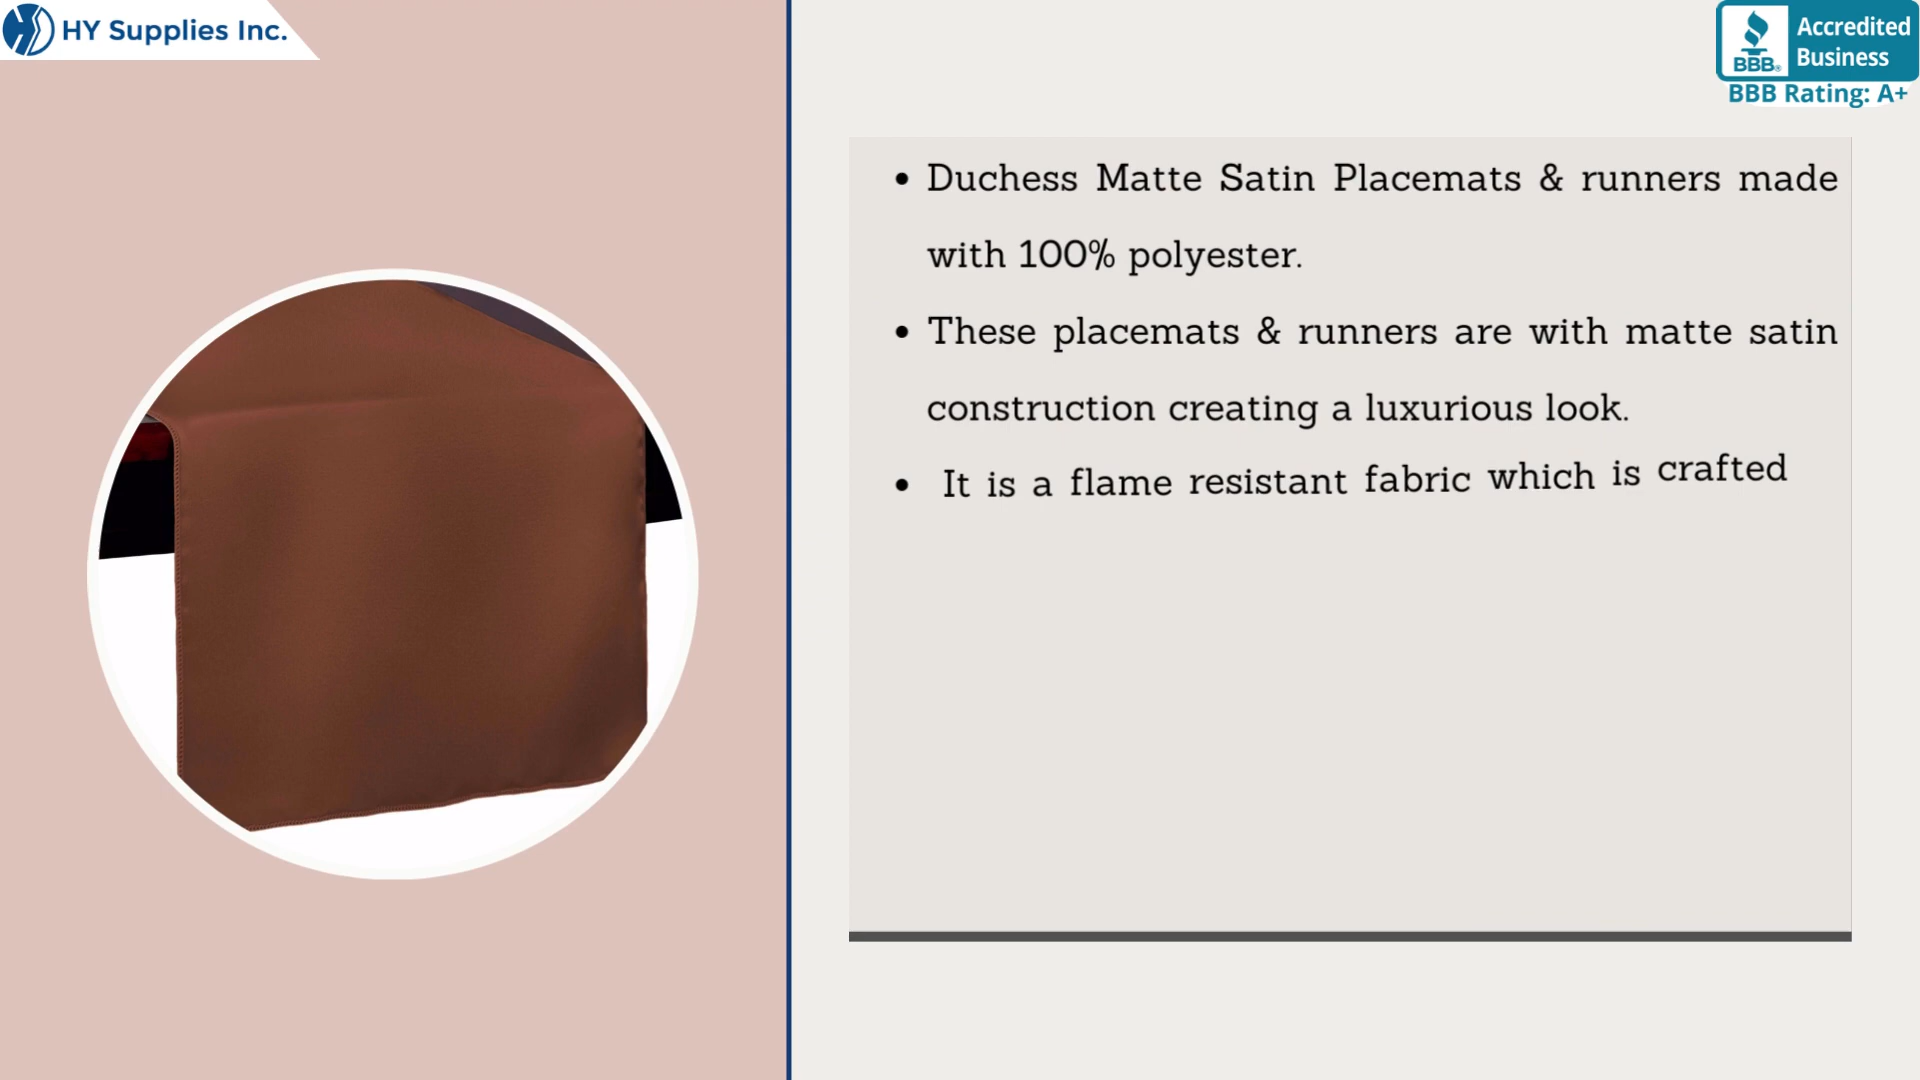 HY Supplies Inc.
Accredited
Business
BBB®
BBB Rating: A+
• Duchess Matte Satin Placemats & runners made
with 100% polyester.
• These placemats & runners are with matte satin
construction creating a luxurious look.
• It is a flame resistant fabric which is crafted